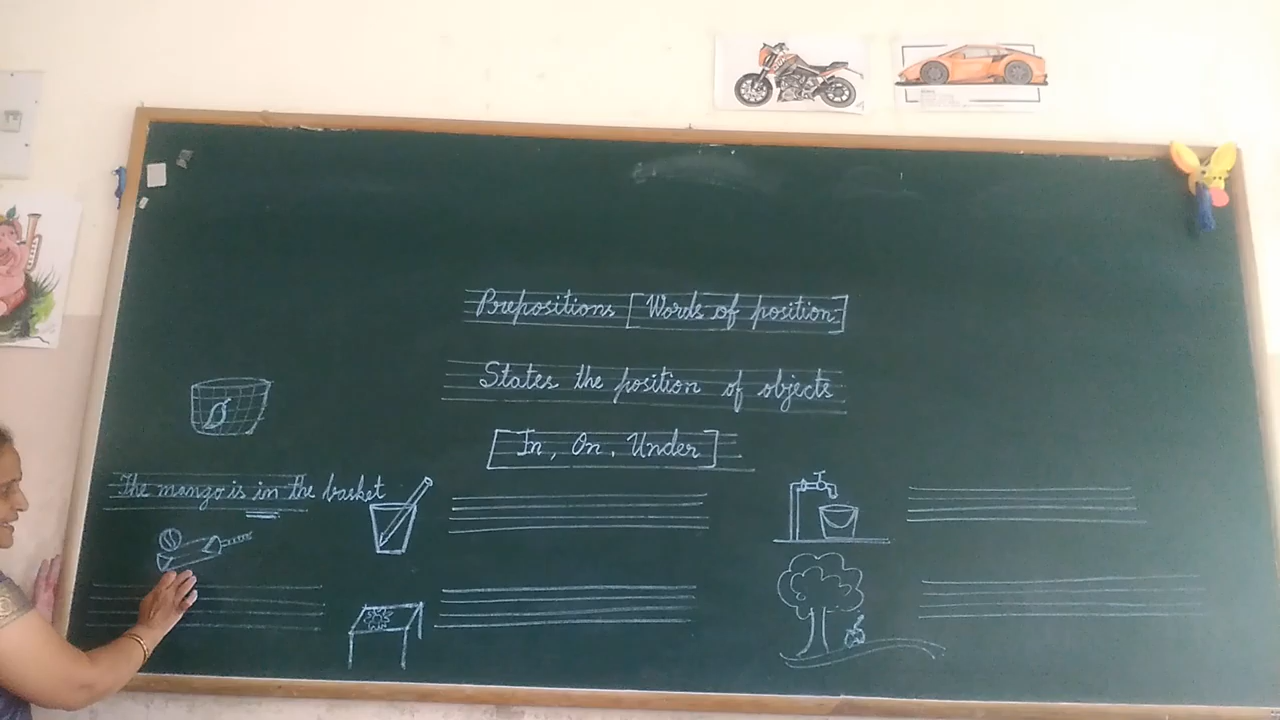 Prepositions [Words of position]
States the position of objects
[In, On, Under]
The mango is in the basket